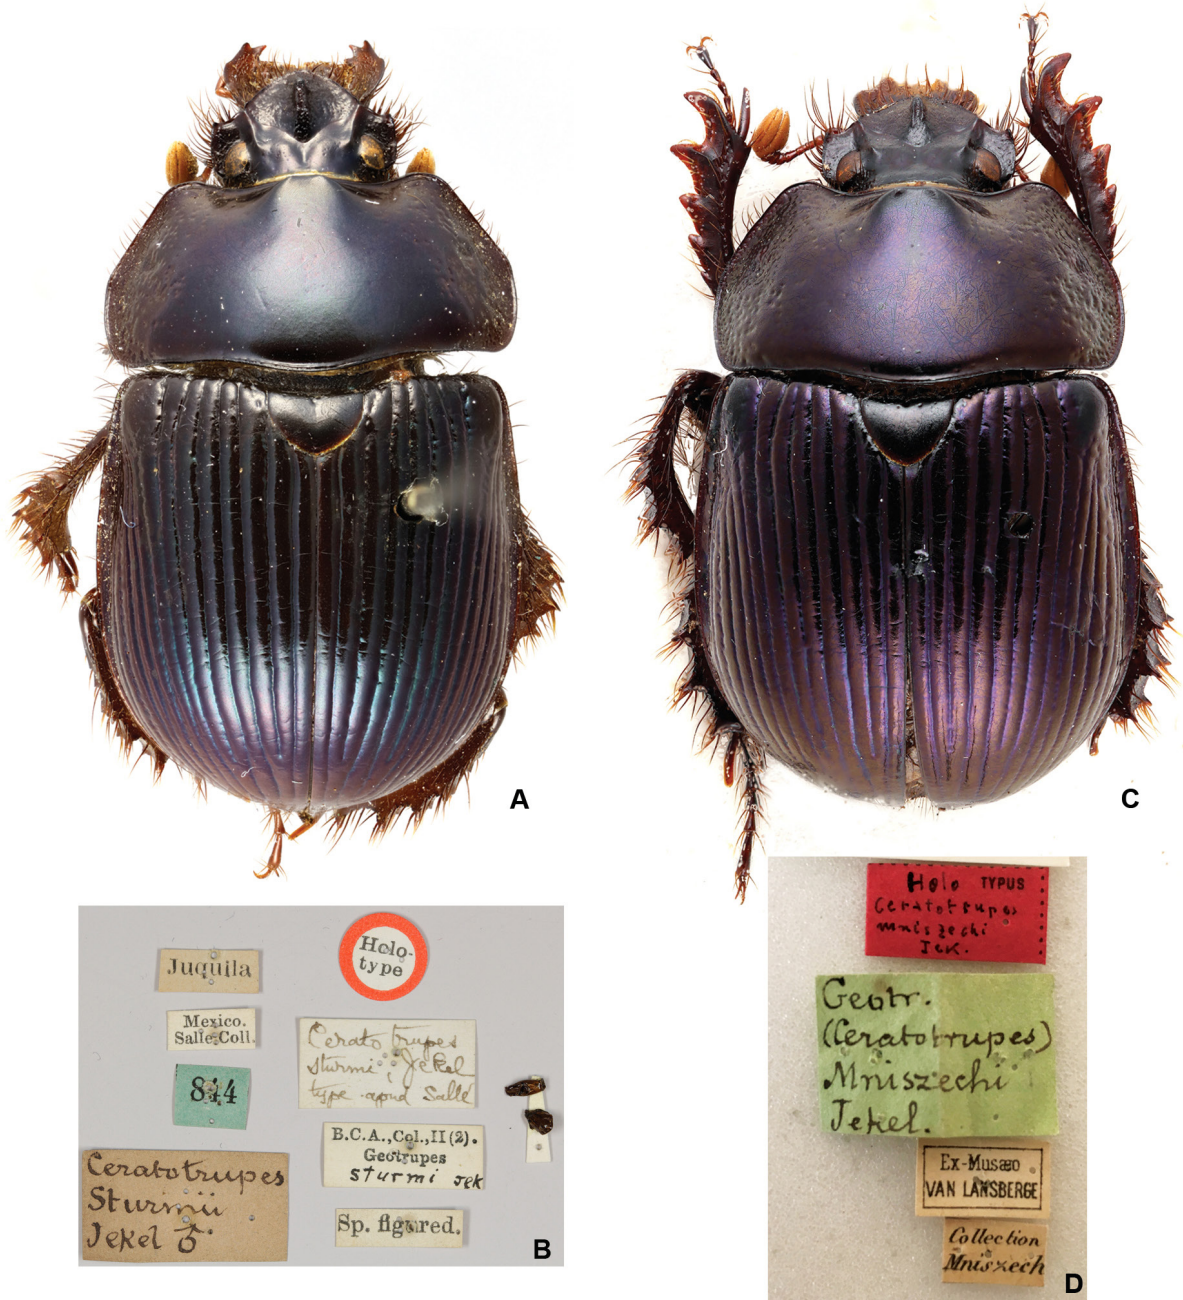 A
C
Juquila
Mexico.
Sallé Coll.
844
Ceratotrupes
Sturmii
Jekel ♂
Holo-
type
Cerato trupes
sturmi, Jekel
type apud Sallé
B.C.A.,Col.,II(2).
Geotrupes
sturmi Jek
Sp. figured.
B
Holo TYPUS
Ceratotrupes
mniszechi
Jek.
Geotr.
(Ceratotrupes)
Mniszechi
Jekel.
Ex-Musæo
VAN LANSBERGE
Collection
Mniszech
D